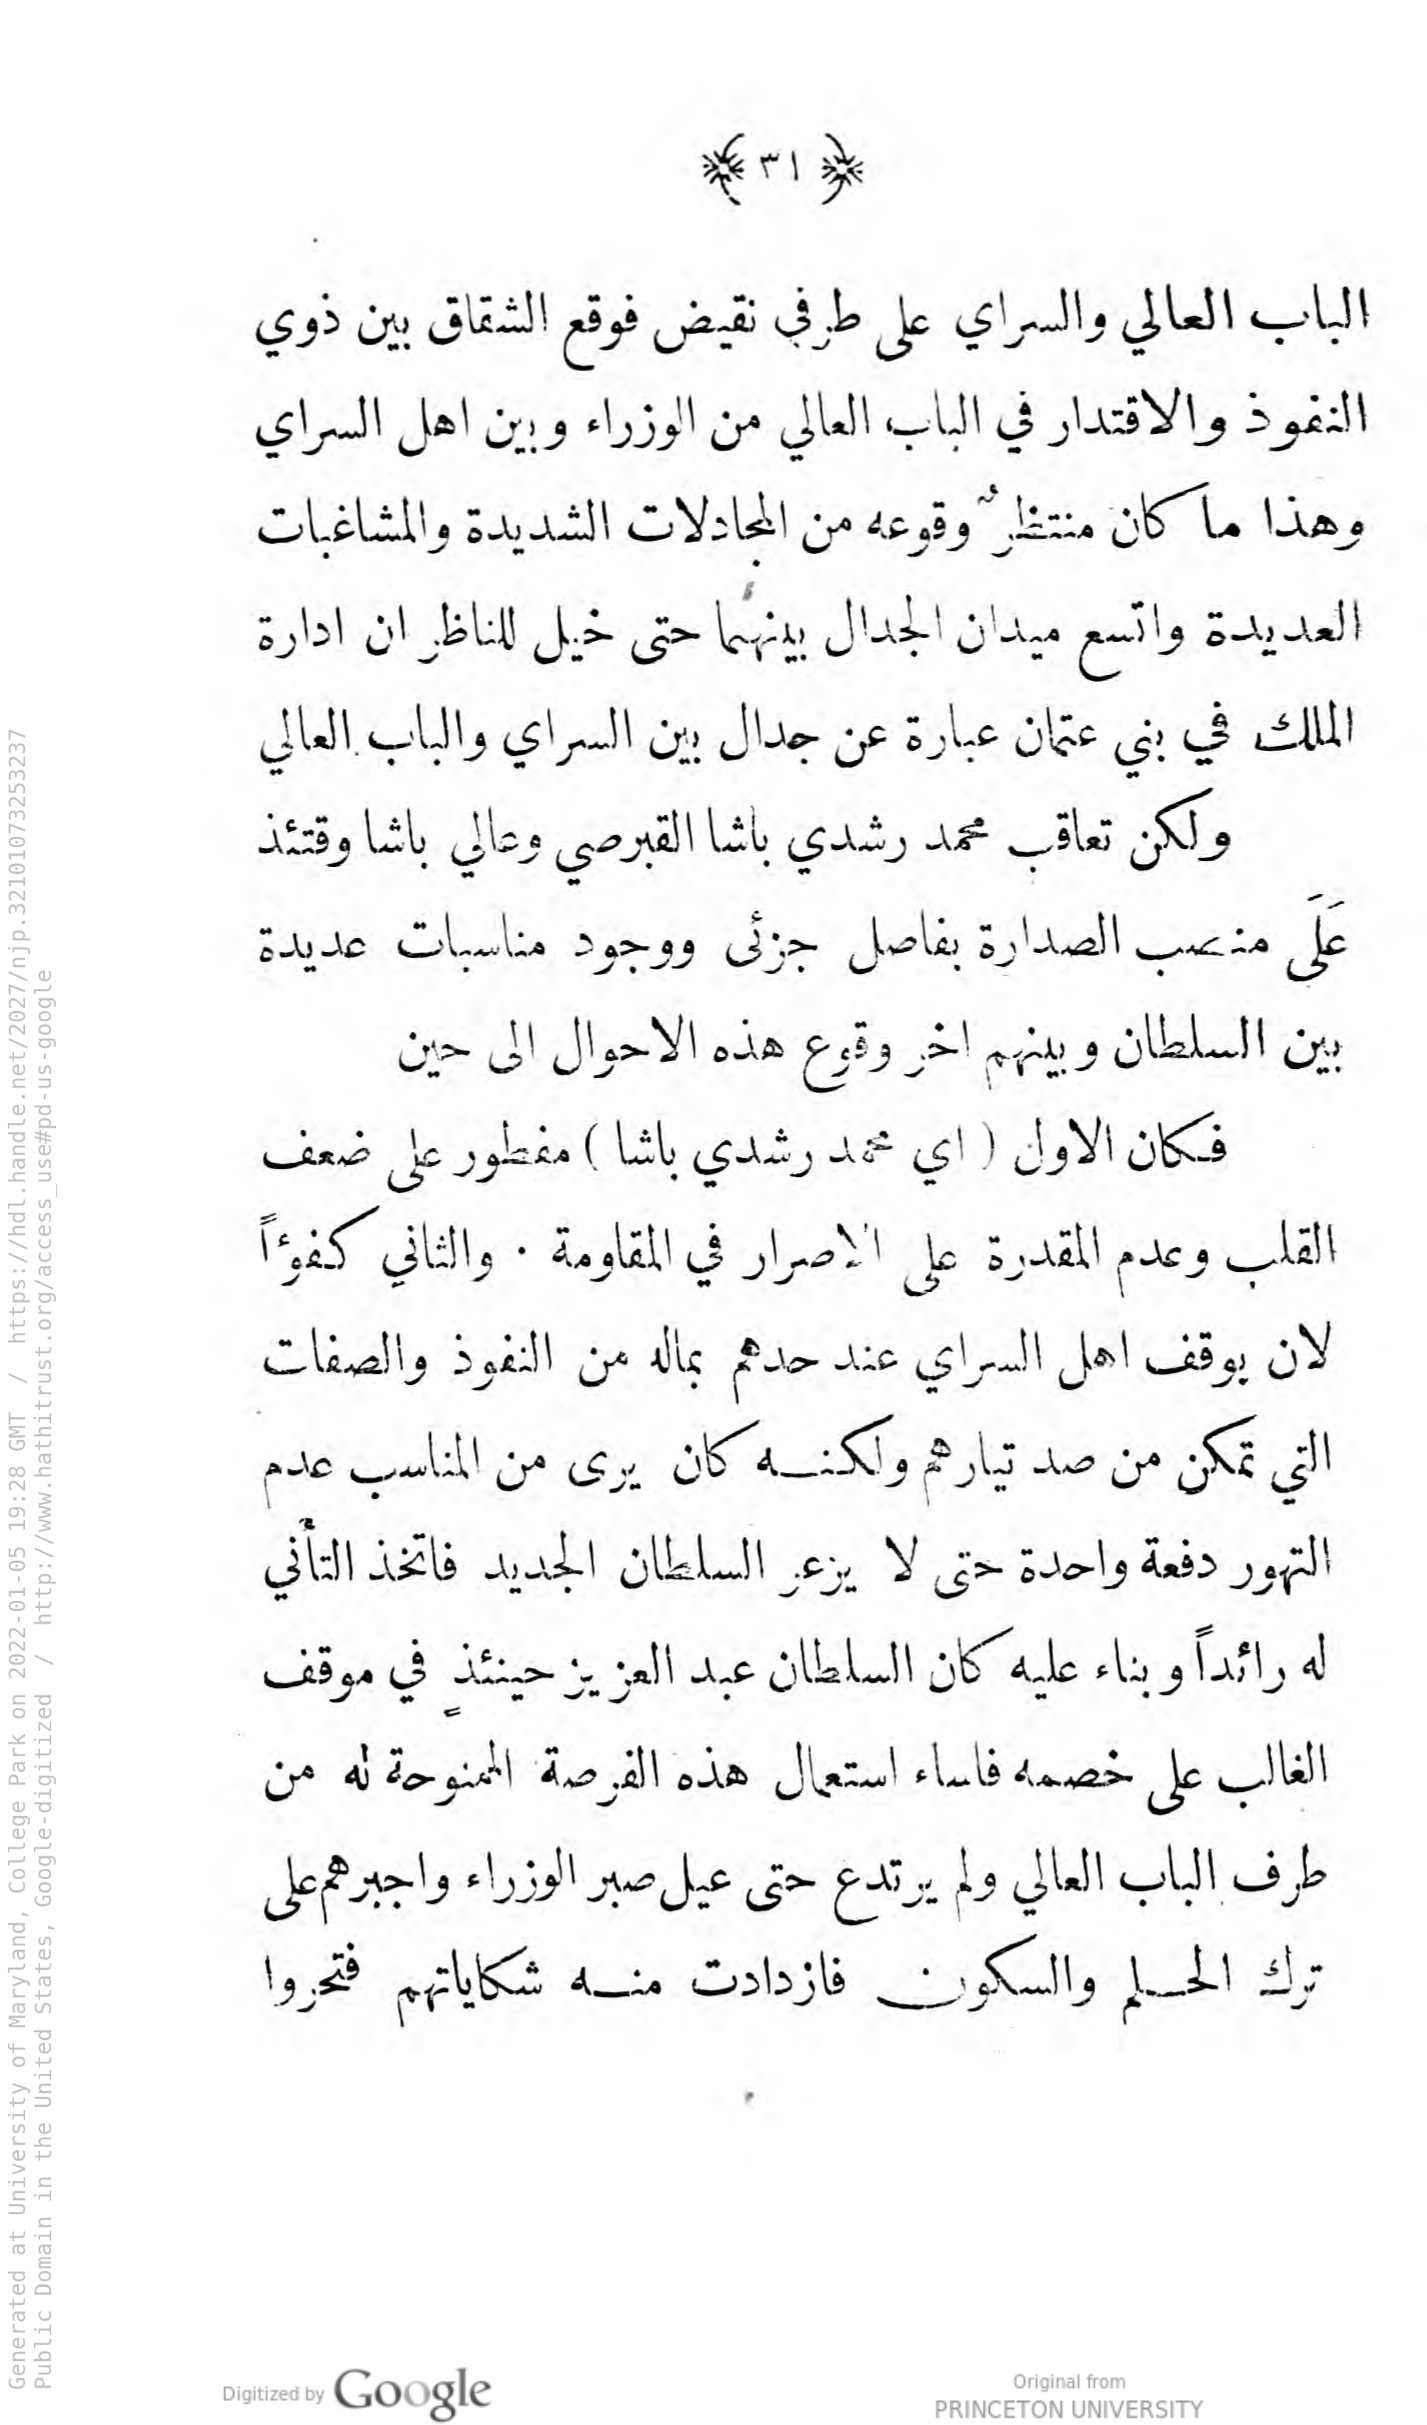 ٣١
الباب العالي والسراي على طرفي نقيض فوقع الشقاق بين ذوي
النفوذ والاقتدار في الباب العالي من الوزراء وبين اهل السراي
وهذا ما كان منتظرٌ وقوعه من المجادلات الشديدة والمشاغبات
العديدة واتسع ميدان الجدال بينهما حتى خيل للناظر ان ادارة
الملك في بني عثمان عبارة عن جدال بين السراي والباب العالي
ولكن تعاقب محمد رشدي باشا القبرصي وعالي باشا وقتئذ
عَلَى منصب الصدارة بفاصل جزئى ووجود مناسبات عديدة
بين السلطان وبينهم اخر وقوع هذه الاحوال الى حين
فكان الاول ( اي محمد رشدي باشا ) مفطور على ضعف
القلب وعدم المقدرة على الاصرار في المقاومة ٠ والثاني كفوءاً
لان يوقف اهل السراي عند حدهم بماله من النفوذ والصفات
التي تمكن من صد تيارهم ولكنـــه كان يرى من المناسب عدم
التهور دفعة واحدة حتى لا يزعر السلطان الجديد فاتخذ التأني
له رائداً وبناء عليه كان السلطان عبد العزيز حينئذٍ في موقف
الغالب على خصمه فاساء استعمال هذه الفرصة الممنوحة له من
طرف الباب العالي ولم يرتدع حتى عيل صبر الوزراء واجبرهم على
ترك الحـــلم والسكون فازدادت منـــه شكاياتهم فتحروا
Digitized by Google
Original from
PRINCETON UNIVERSITY
Generated at University of Maryland, College Park on 2022-01-05 19:28 GMT / https://hdl.handle.net/2027/njp.32101073253237
Public Domain in the United States, Google-digitized / http://www.hathitrust.org/access_use#pd-us-google